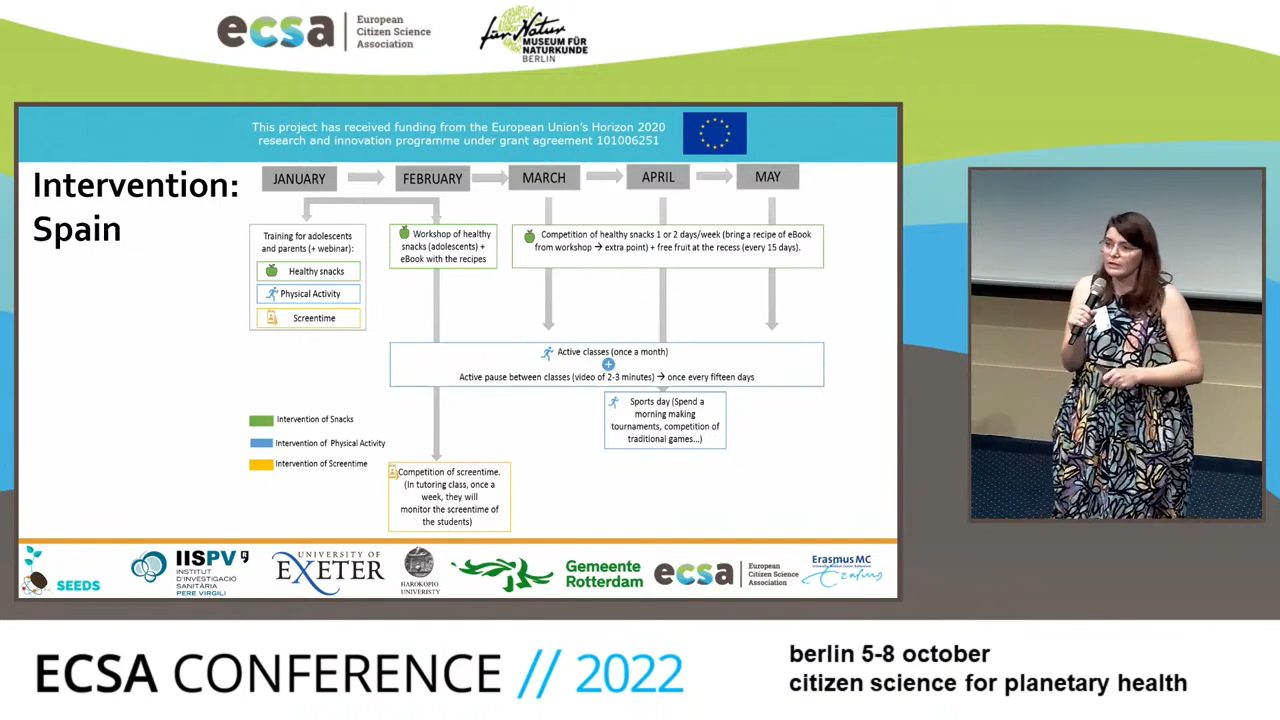 ecsa
European
Citizen Science
Association
für Natur
MUSEUM FÜR
NATURKUNDE
BERLIN
This project has received funding from the European Union's Horizon 2020
research and innovation programme under grant agreement 101006251
Intervention:
Spain
JANUARY
FEBRUARY
MARCH
APRIL
MAY
Training for adolescents
and parents (+ webinar):
Healthy snacks
Physical Activity
Screentime
Workshop of healthy
snacks (adolescents) +
eBook with the recipes
Competition of healthy snacks 1 or 2 days/week (bring a recipe of eBook
from workshop → extra point) + free fruit at the recess (every 15 days).
Active classes (once a month)
Active pause between classes (video of 2-3 minutes) → once every fifteen days
Sports day (Spend a
morning making
tournaments, competition of
traditional games...)
Intervention of Snacks
Intervention of Physical Activity
Intervention of Screentime
Competition of screentime.
(In tutoring class, once a
week, they will
monitor the screentime of
the students)
SEEDS
IISPV
INSTITUT
D'INVESTIGACIÓ
SANITÀRIA
PERE VIRGILI
UNIVERSITY OF
EXETER
HAROKOPIO
UNIVERISTY
Gemeente
Rotterdam
ecsa
European
Citizen Science
Association
Erasmus MC
Erasmus
ECSA CONFERENCE // 2022
berlin 5-8 october
citizen science for planetary health